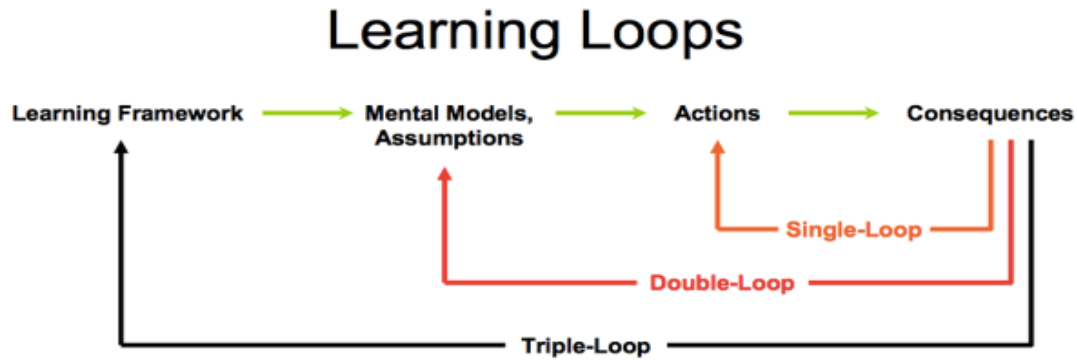 Learning Loops
Learning Framework
Mental Models,
Assumptions
Actions
Consequences
Single-Loop
Double-Loop
Triple-Loop